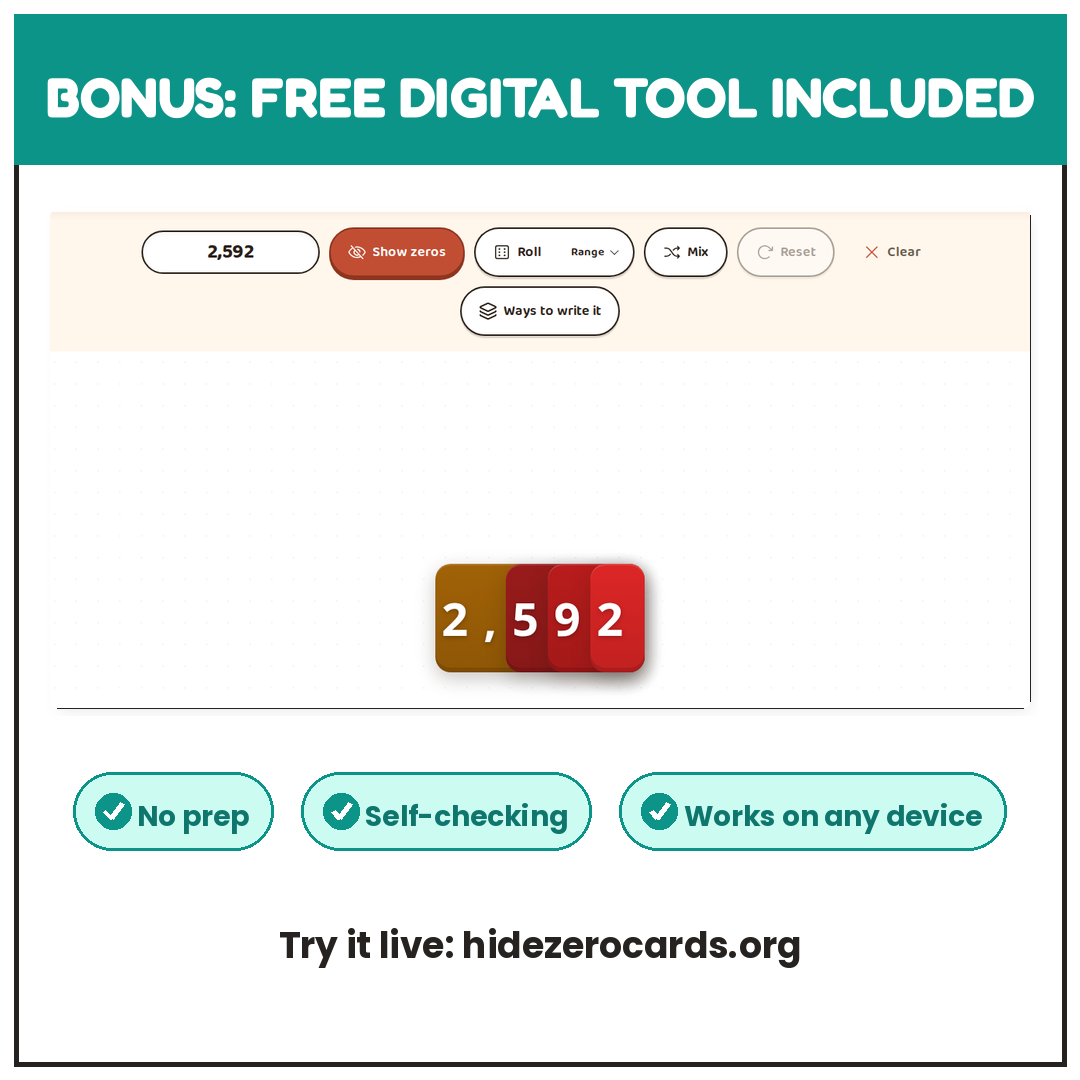 BONUS: FREE DIGITAL TOOL INCLUDED
2,592 Show zeros Roll Range Mix Reset Clear
Ways to write it
2,592
No prep Self-checking Works on any device
Try it live: hidezerocards.org